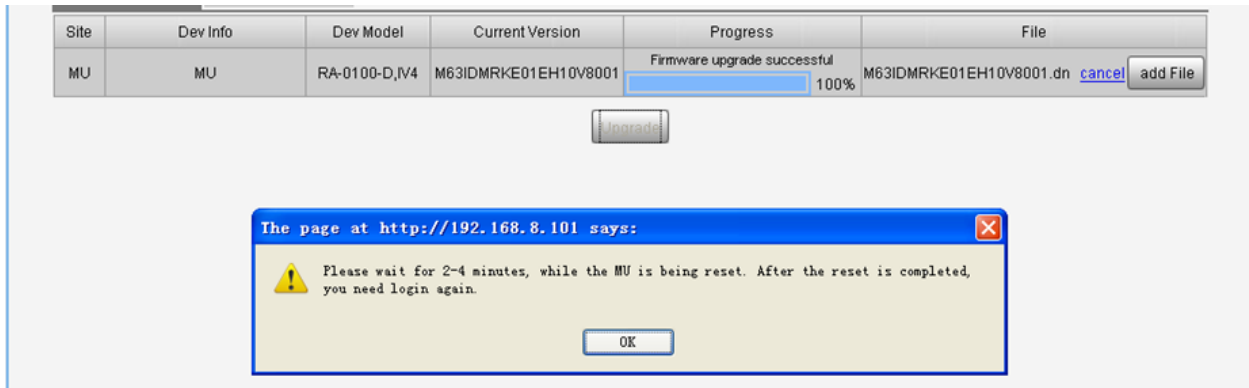 Site Dev Info Dev Model Current Version Progress File
Firmware upgrade successful
MU MU RA-0100-D,IV4 M63IDMRKE01EH10V8001 100% M63IDMRKE01EH10V8001.dn cancel add File
Upgrade
The page at http://192.168.8.101 says:
Please wait for 2-4 minutes, while the MU is being reset. After the reset is completed,
you need login again.
OK